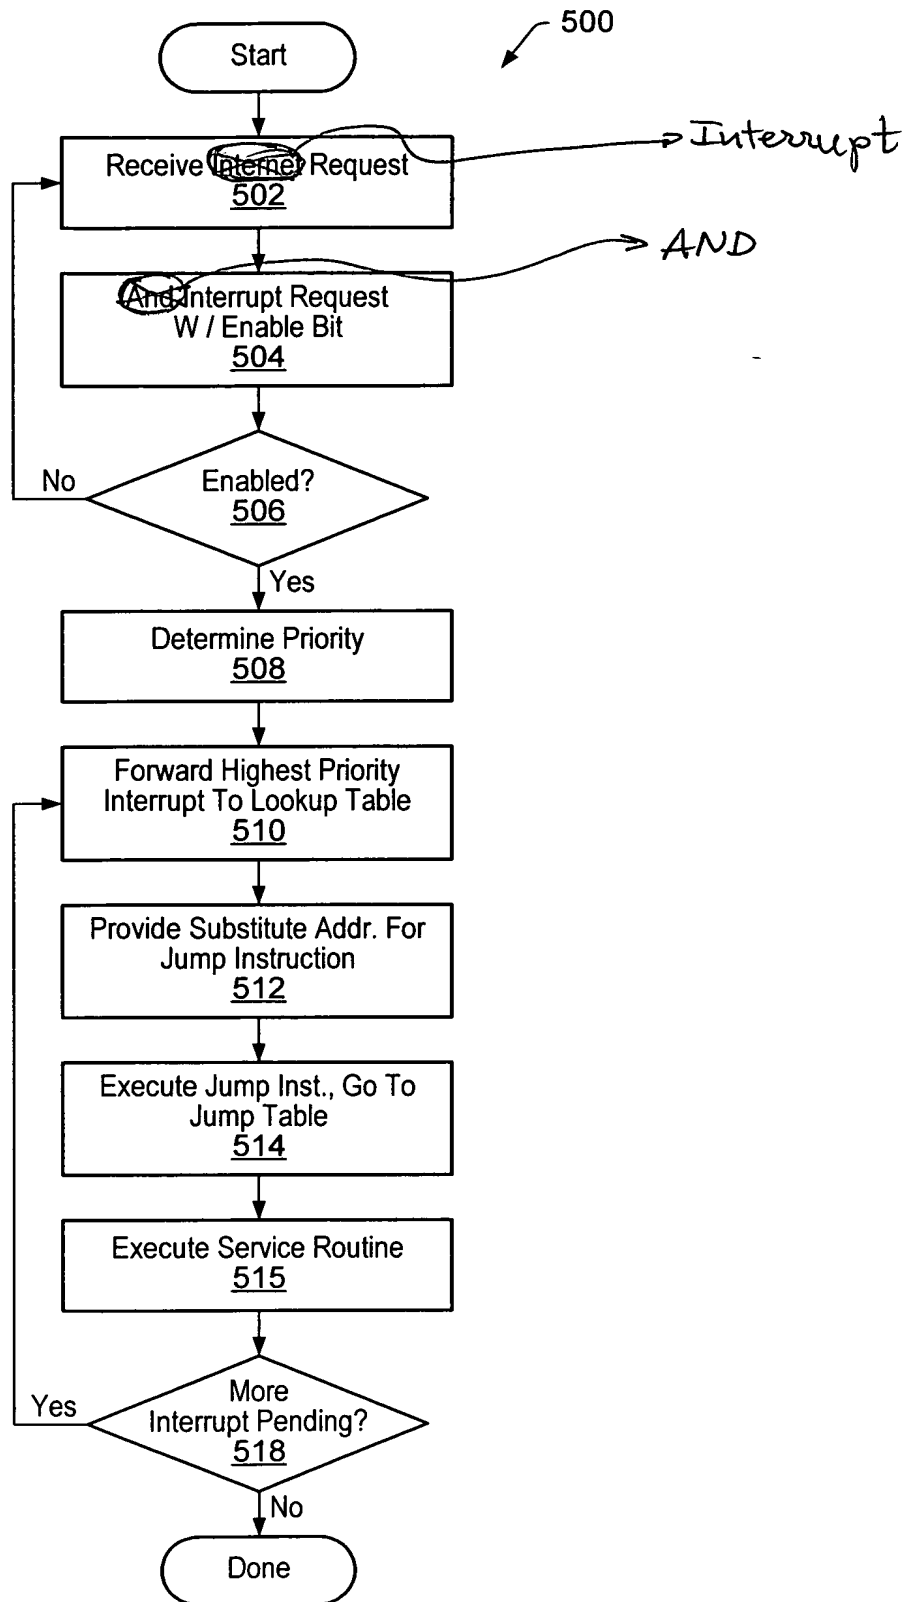 500
Start
Receive Internet Request
502
Interrupt
AND
And Interrupt Request
W / Enable Bit
504
Enabled?
506
No
Yes
Determine Priority
508
Forward Highest Priority
Interrupt To Lookup Table
510
Provide Substitute Addr. For
Jump Instruction
512
Execute Jump Inst., Go To
Jump Table
514
Execute Service Routine
515
More
Interrupt Pending?
518
Yes
No
Done